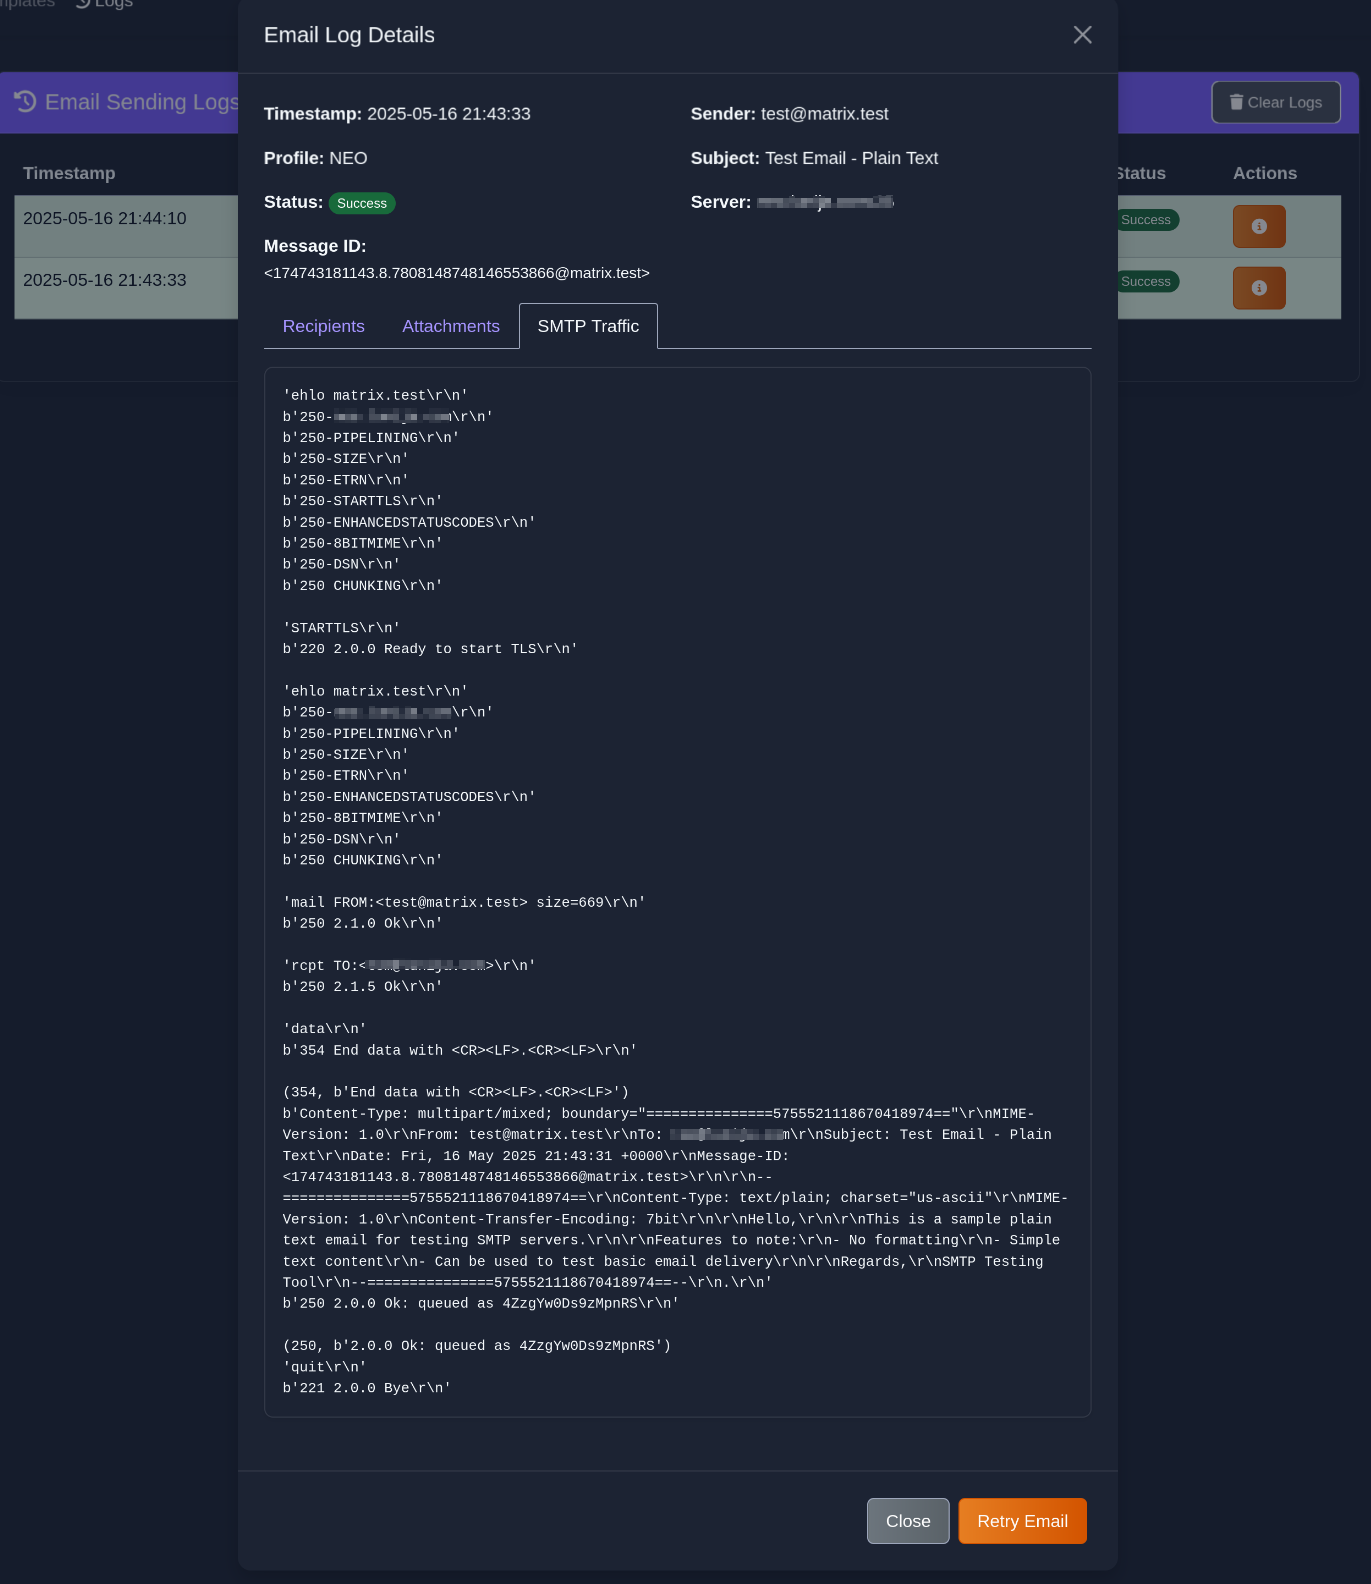 Logs
Email Log Details
Email Sending Logs
Clear Logs
Timestamp: 2025-05-16 21:43:33
Sender: test@matrix.test
Profile: NEO
Subject: Test Email - Plain Text
Timestamp
Status
Actions
Status: Success
Server:
2025-05-16 21:44:10
Success
Message ID:
<174743181143.8.7808148748146553866@matrix.test>
2025-05-16 21:43:33
Success
Recipients
Attachments
SMTP Traffic
'ehlo matrix.test\r\n'
b'250-\r\n'
b'250-PIPELINING\r\n'
b'250-SIZE\r\n'
b'250-ETRN\r\n'
b'250-STARTTLS\r\n'
b'250-ENHANCEDSTATUSCODES\r\n'
b'250-8BITMIME\r\n'
b'250-DSN\r\n'
b'250 CHUNKING\r\n'
'STARTTLS\r\n'
b'220 2.0.0 Ready to start TLS\r\n'
'ehlo matrix.test\r\n'
b'250-\r\n'
b'250-PIPELINING\r\n'
b'250-SIZE\r\n'
b'250-ETRN\r\n'
b'250-ENHANCEDSTATUSCODES\r\n'
b'250-8BITMIME\r\n'
b'250-DSN\r\n'
b'250 CHUNKING\r\n'
'mail FROM:<test@matrix.test> size=669\r\n'
b'250 2.1.0 Ok\r\n'
'rcpt TO:<>\r\n'
b'250 2.1.5 Ok\r\n'
'data\r\n'
b'354 End data with <CR><LF>.<CR><LF>\r\n'
(354, b'End data with <CR><LF>.<CR><LF>')
b'Content-Type: multipart/mixed; boundary="===============5755521118670418974=="\r\nMIME-
Version: 1.0\r\nFrom: test@matrix.test\r\nTo: \r\nSubject: Test Email - Plain
Text\r\nDate: Fri, 16 May 2025 21:43:31 +0000\r\nMessage-ID:
<174743181143.8.7808148748146553866@matrix.test>\r\n\r\n--
===============5755521118670418974==\r\nContent-Type: text/plain; charset="us-ascii"\r\nMIME-
Version: 1.0\r\nContent-Transfer-Encoding: 7bit\r\n\r\nHello,\r\n\r\nThis is a sample plain
text email for testing SMTP servers.\r\n\r\nFeatures to note:\r\n- No formatting\r\n- Simple
text content\r\n- Can be used to test basic email delivery\r\n\r\nRegards,\r\nSMTP Testing
Tool\r\n--===============5755521118670418974==--\r\n.\r\n'
b'250 2.0.0 Ok: queued as 4ZzgYw0Ds9zMpnRS\r\n'
(250, b'2.0.0 Ok: queued as 4ZzgYw0Ds9zMpnRS')
'quit\r\n'
b'221 2.0.0 Bye\r\n'
Close
Retry Email